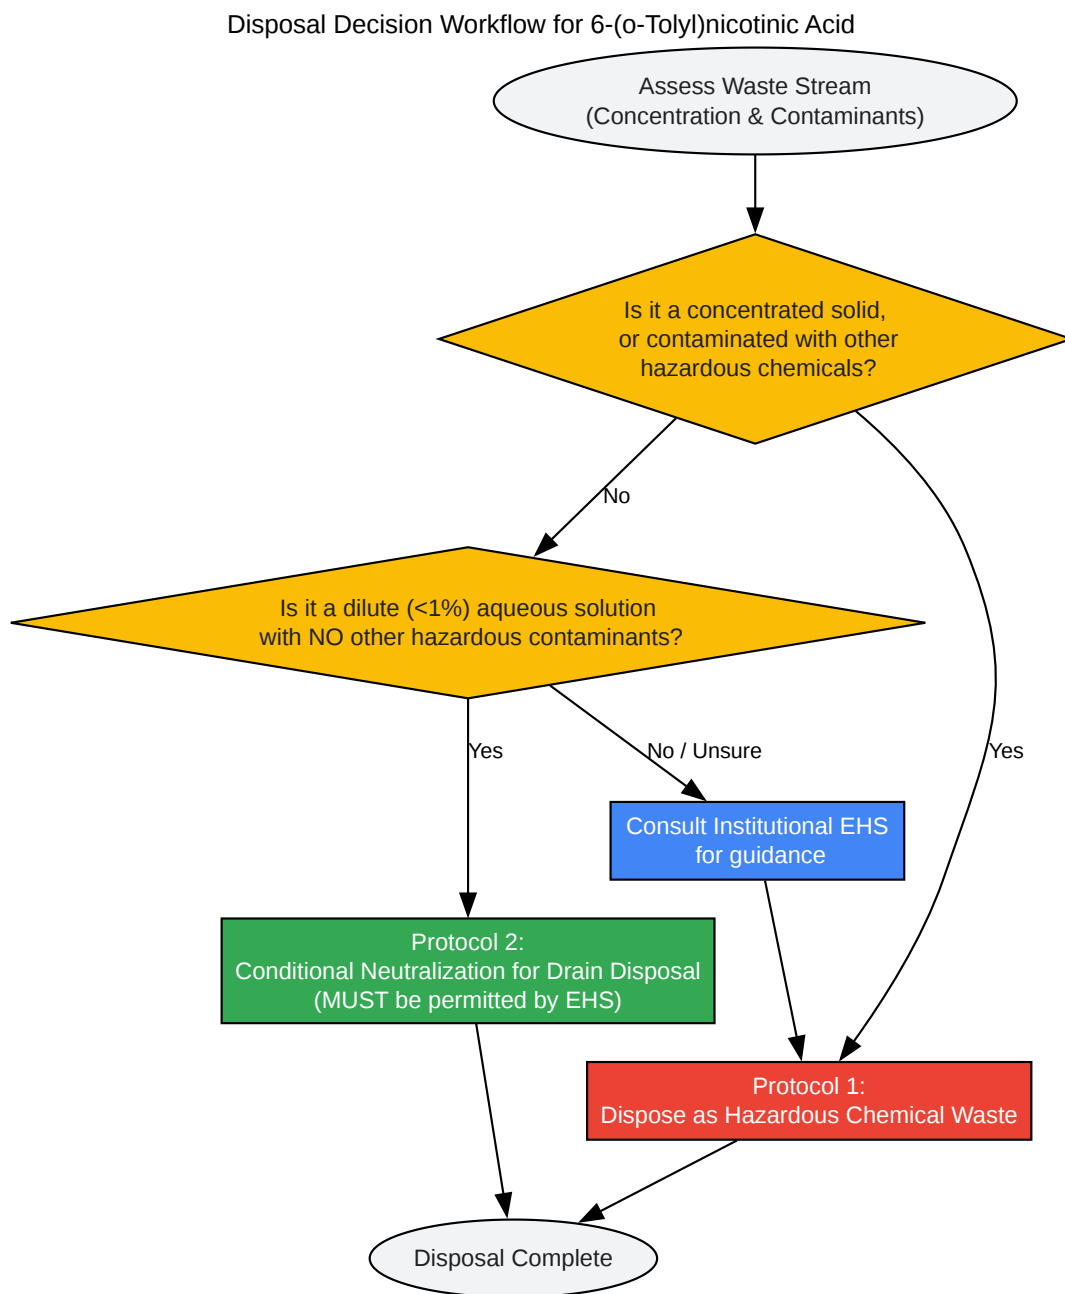 Disposal Decision Workflow for 6-(o-Tolyl)nicotinic Acid
Assess Waste Stream
(Concentration & Contaminants)
Is it a concentrated solid,
or contaminated with other
hazardous chemicals?
No
Is it a dilute (<1%) aqueous solution
with NO other hazardous contaminants?
Yes
No / Unsure
Yes
Consult Institutional EHS
for guidance
Protocol 2:
Conditional Neutralization for Drain Disposal
(MUST be permitted by EHS)
Protocol 1:
Dispose as Hazardous Chemical Waste
Disposal Complete